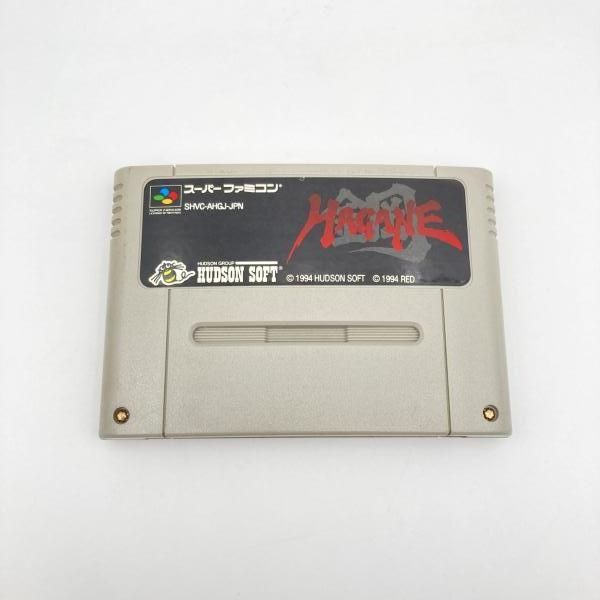 スーパーファミコン®
SHVC-AHGJ-JPN
HAGANE
鋼
HUDSON GROUP
HUDSON SOFT®
© 1994 HUDSON SOFT © 1994 RED